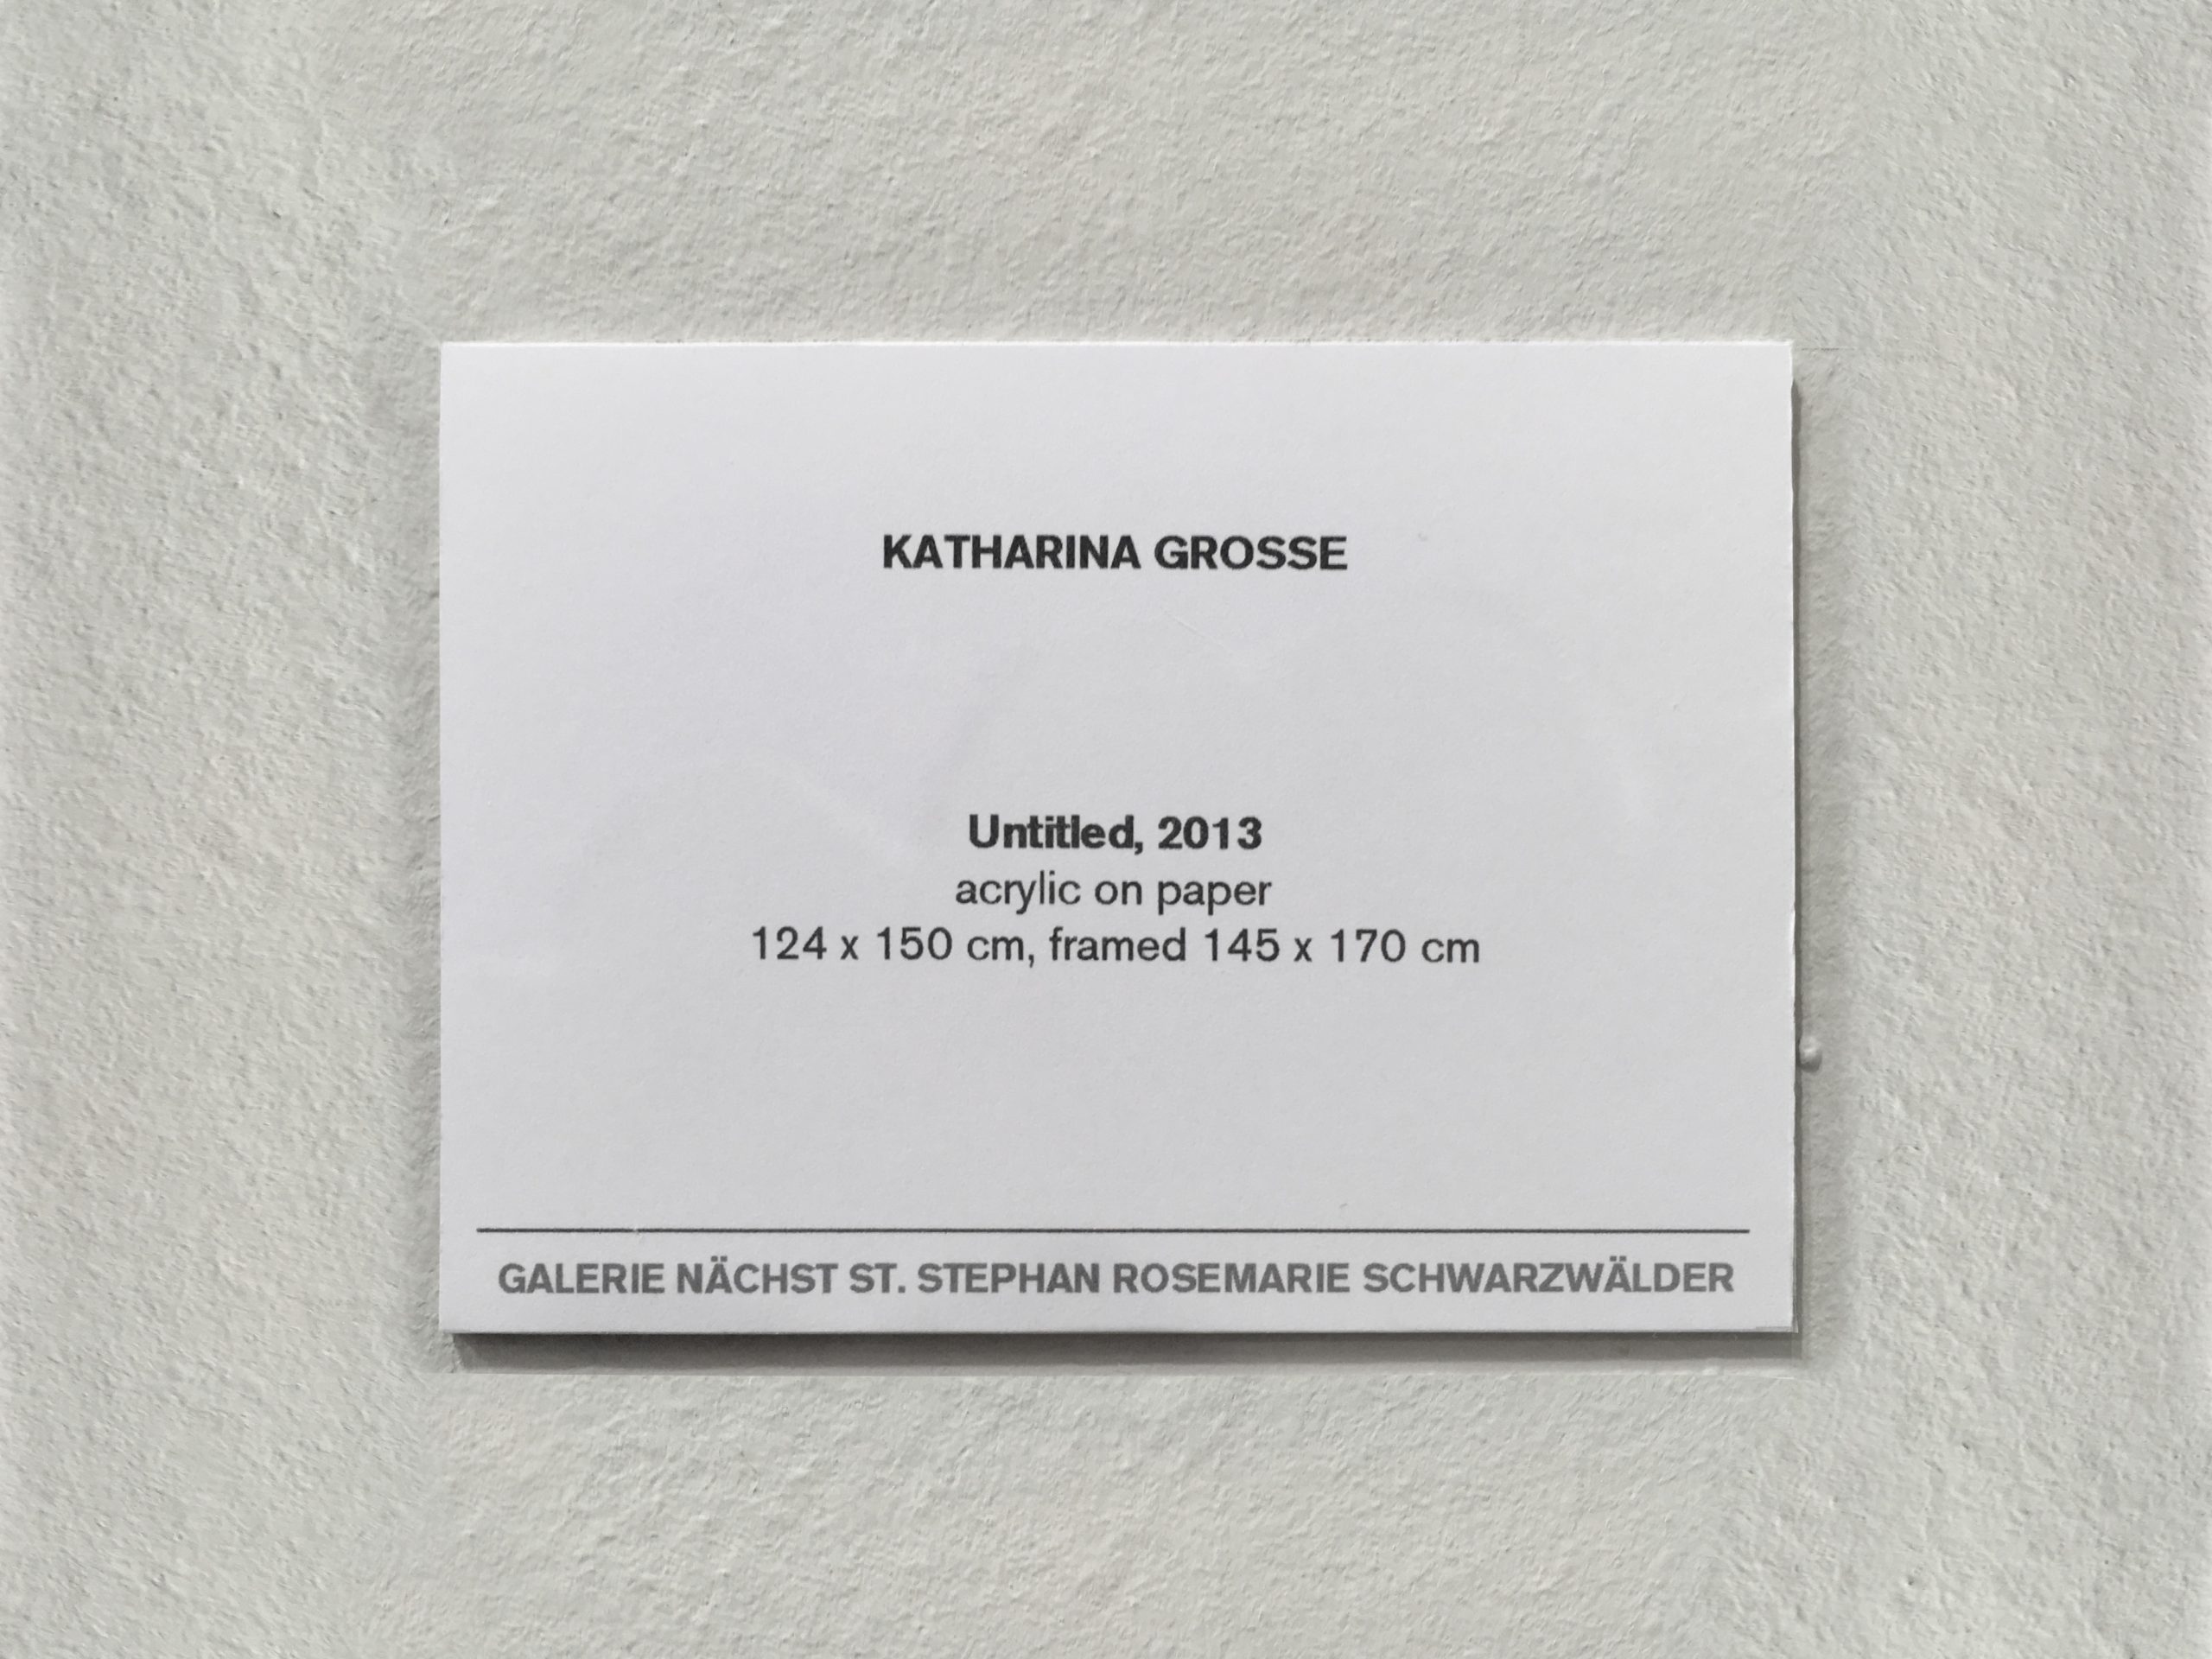 KATHARINA GROSSE
Untitled, 2013
acrylic on paper
124 x 150 cm, framed 145 x 170 cm
GALERIE NÄCHST ST. STEPHAN ROSEMARIE SCHWARZWÄLDER